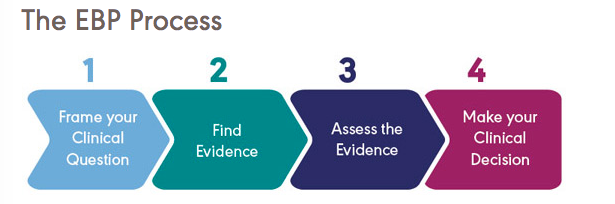 The EBP Process
1
2
3
4
Frame your
Clinical
Question
Find
Evidence
Assess the
Evidence
Make your
Clinical
Decision